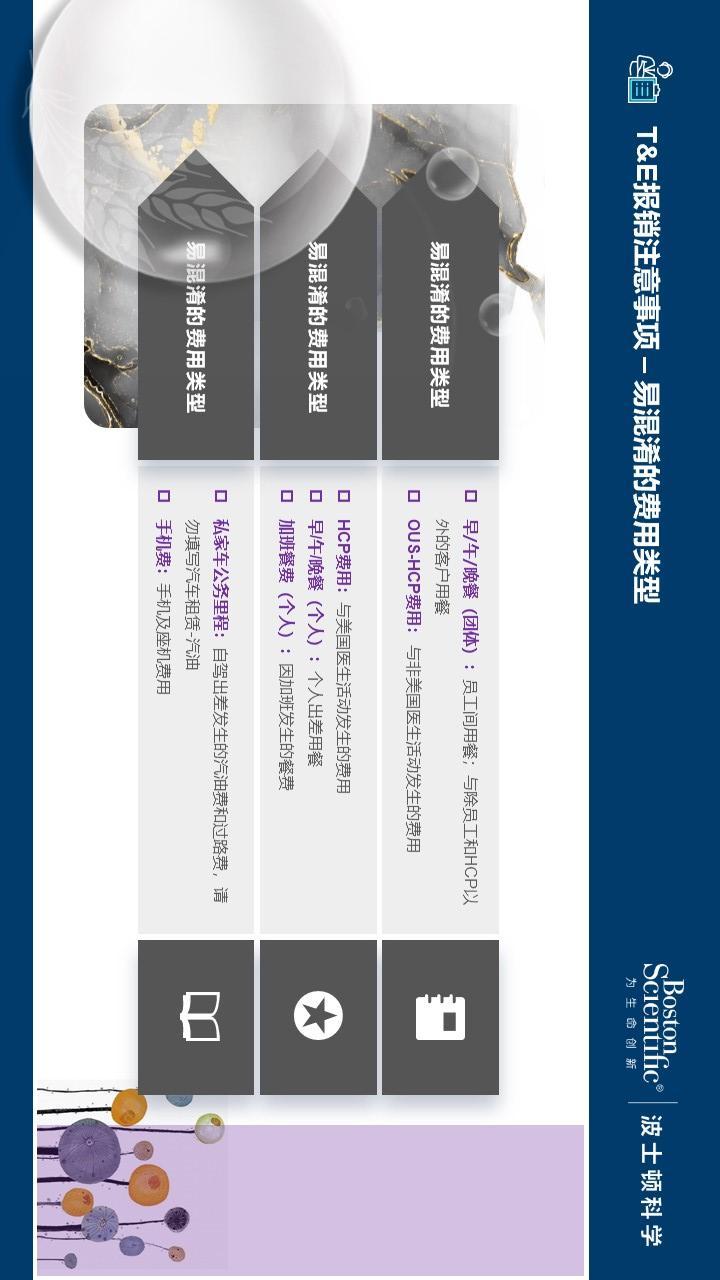 T&E报销注意事项 – 易混淆的费用类型
Boston
Scientific®
为生命创新
波士顿科学
易混淆的费用类型
早/午/晚餐（团体）：员工间用餐；与除员工和HCP以
外的客户用餐
OUS-HCP费用：与非美国医生活动发生的费用
易混淆的费用类型
HCP费用：与美国医生活动发生的费用
早/午/晚餐（个人）：个人出差用餐
加班餐费（个人）：因加班发生的餐费
易混淆的费用类型
私家车公务里程：自驾出差发生的汽油费和过路费，请
勿填写汽车租赁-汽油
手机费：手机及座机费用